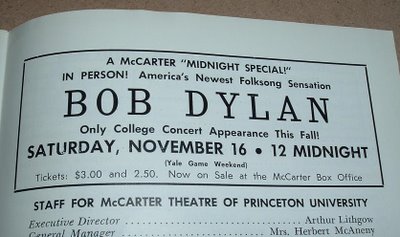 A McCARTER "MIDNIGHT SPECIAL!"
IN PERSON! America's Newest Folksong Sensation
BOB DYLAN
Only College Concert Appearance This Fall!
SATURDAY, NOVEMBER 16 • 12 MIDNIGHT
(Yale Game Weekend)
Tickets: $3.00 and 2.50. Now on Sale at the McCarter Box Office
STAFF FOR McCARTER THEATRE OF PRINCETON UNIVERSITY
Executive Director .......................... Arthur Lithgow
General Manager .................... Mrs. Herbert McAneny